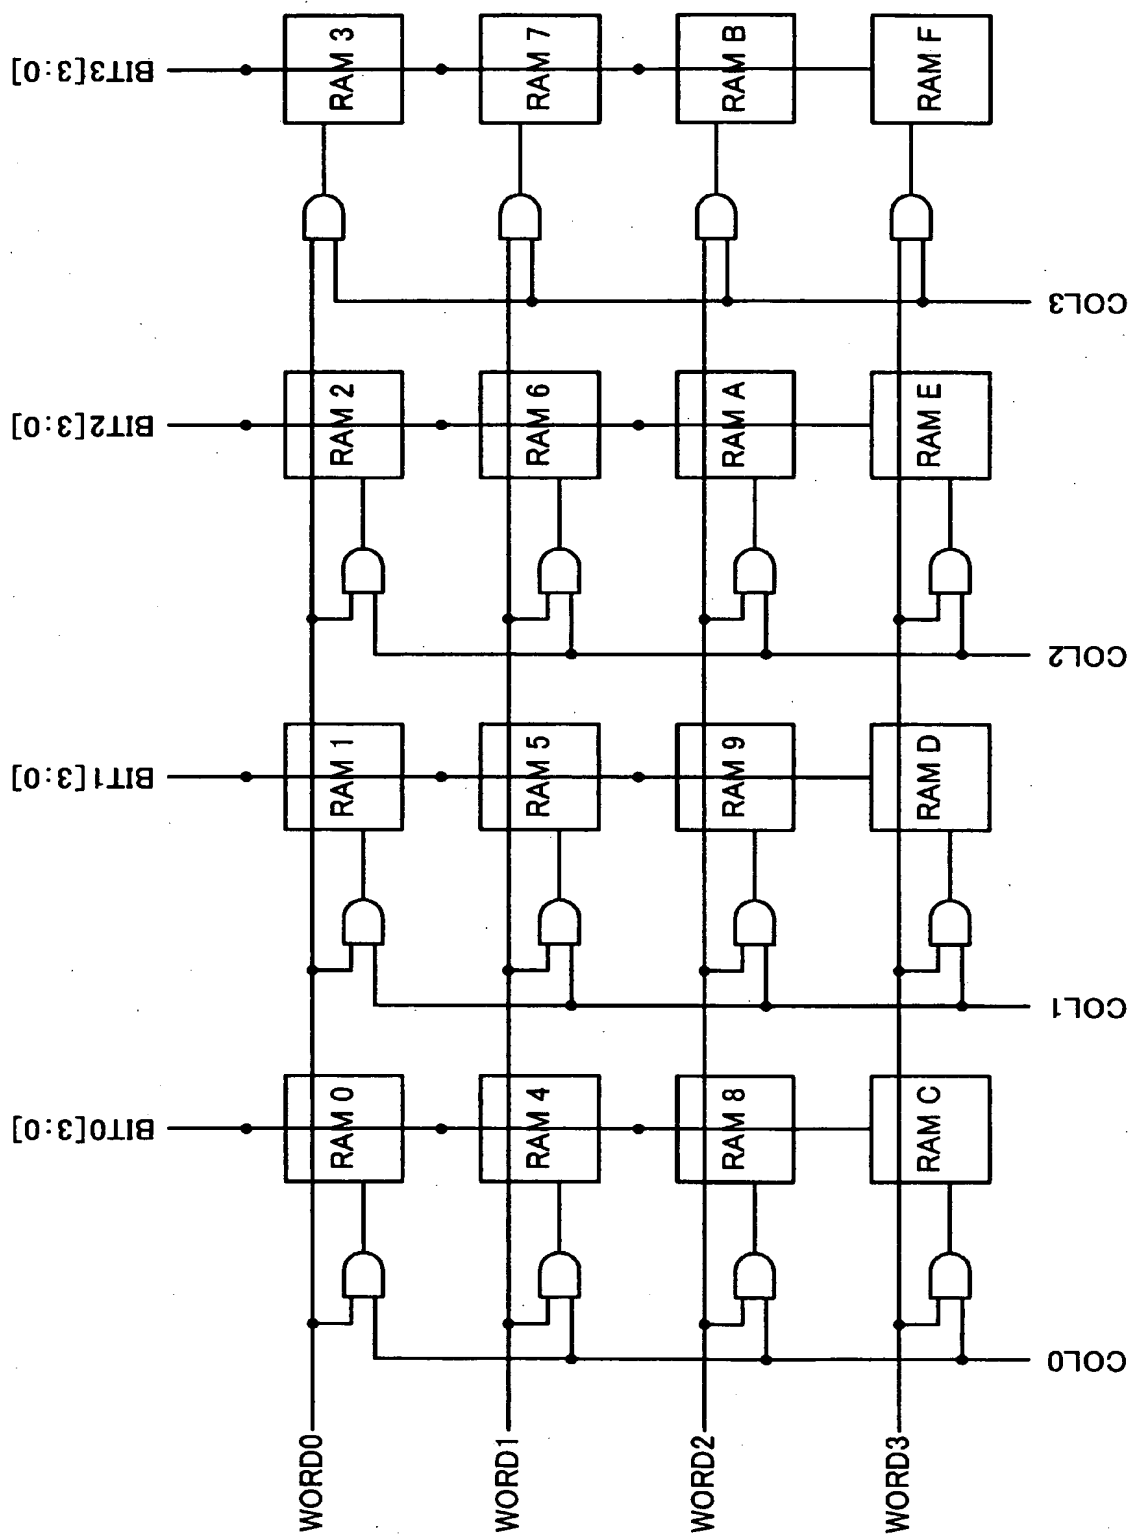 BIT0[3:0]
BIT1[3:0]
BIT2[3:0]
BIT3[3:0]
WORD0
RAM 0
RAM 1
RAM 2
RAM 3
WORD1
RAM 4
RAM 5
RAM 6
RAM 7
WORD2
RAM 8
RAM 9
RAM A
RAM B
WORD3
RAM C
RAM D
RAM E
RAM F
COL0
COL1
COL2
COL3